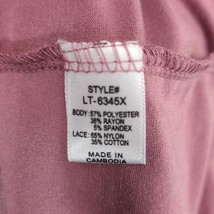 STYLE#
LT-6345X
BODY: 57% POLYESTER
38% RAYON
5% SPANDEX
LACE: 65% NYLON
35% COTTON
MADE IN
CAMBODIA